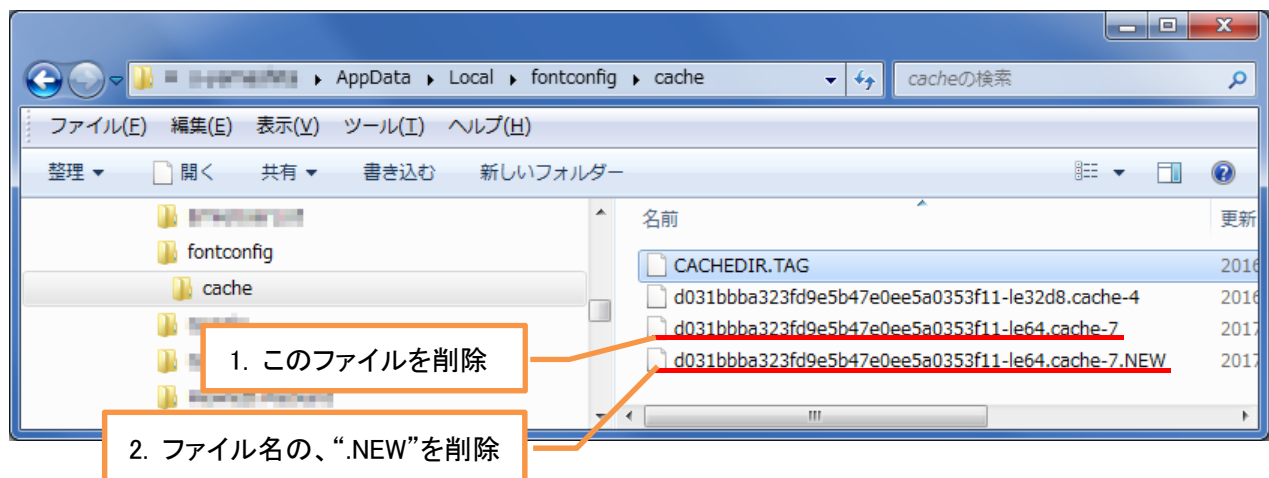 AppData ▸ Local ▸ fontconfig ▸ cache
cacheの検索
ファイル(F) 編集(E) 表示(V) ツール(T) ヘルプ(H)
整理 開く 共有 書き込む 新しいフォルダー
fontconfig
cache
名前 更新
CACHEDIR.TAG 2016
d031bbba323fd9e5b47e0ee5a0353f11-le32d8.cache-4 2016
d031bbba323fd9e5b47e0ee5a0353f11-le64.cache-7 2017
d031bbba323fd9e5b47e0ee5a0353f11-le64.cache-7.NEW 2017
1. このファイルを削除
2. ファイル名の、“.NEW”を削除